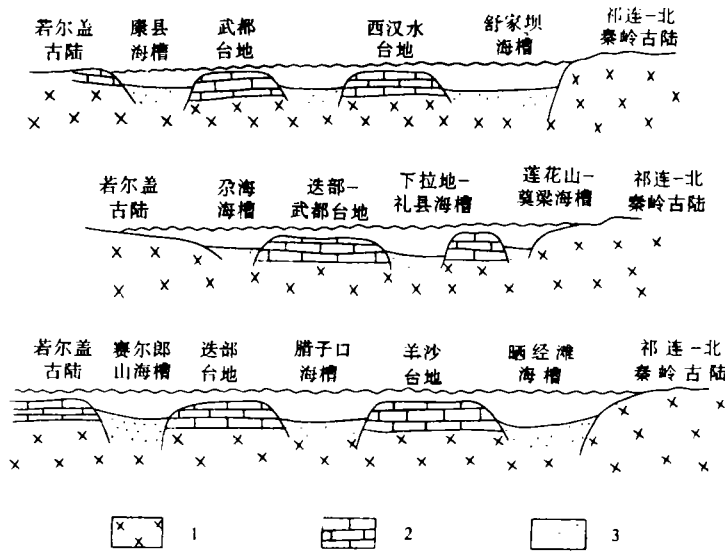 若尔盖 康县 武都 西汉水 舒家坝 祁连-北
古陆 海槽 台地 台地 海槽 秦岭古陆
若尔盖 尕海 迭部- 下拉地- 莲花山- 祁连-北
古陆 海槽 武都台地 礼县海槽 奠梁海槽 秦岭古陆
若尔盖 赛尔郎 迭部 腊子口 羊沙 晒经滩 祁连-北
古陆 山海槽 台地 海槽 台地 海槽 秦岭古陆
1 2 3